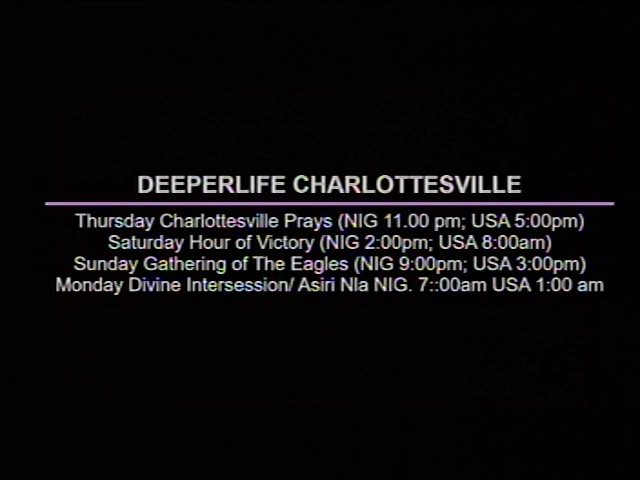 DEEPERLIFE CHARLOTTESVILLE
Thursday Charlottesville Prays (NIG 11.00 pm; USA 5:00pm)
Saturday Hour of Victory (NIG 2:00pm; USA 8:00am)
Sunday Gathering of The Eagles (NIG 9:00pm; USA 3:00pm)
Monday Divine Intersession/ Asiri Nla NIG. 7::00am USA 1:00 am